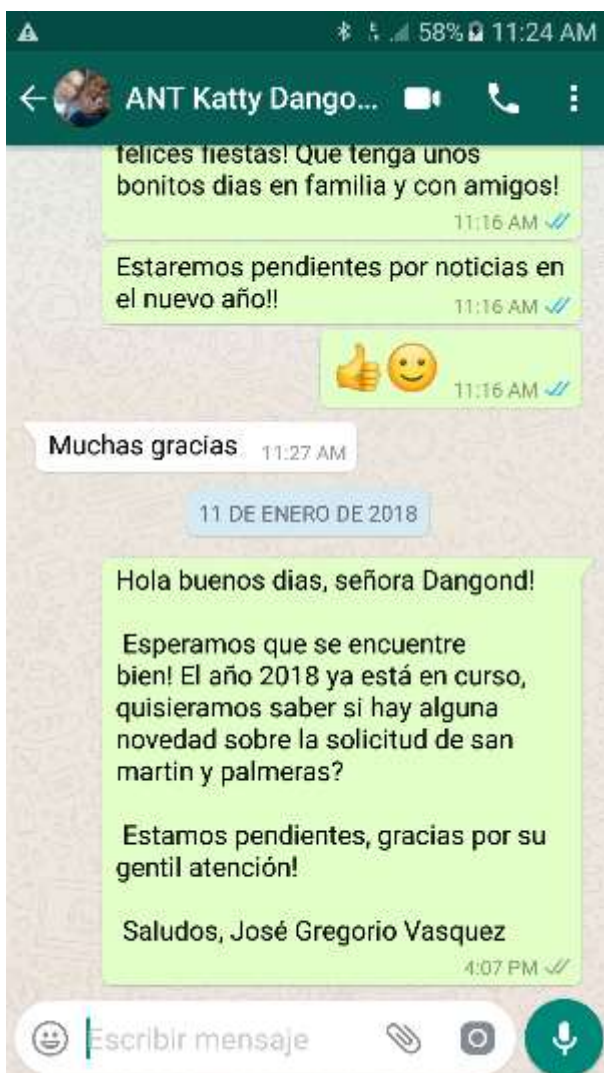 58% 11:24 AM
ANT Katty Dango...
felices fiestas! Que tenga unos
bonitos dias en familia y con amigos!
11:16 AM
Estaremos pendientes por noticias en
el nuevo año!!
11:16 AM
👍🙂
11:16 AM
Muchas gracias
11:27 AM
11 DE ENERO DE 2018
Hola buenos dias, señora Dangond!
Esperamos que se encuentre
bien! El año 2018 ya está en curso,
quisieramos saber si hay alguna
novedad sobre la solicitud de san
martin y palmeras?
Estamos pendientes, gracias por su
gentil atención!
Saludos, José Gregorio Vasquez
4:07 PM
Escribir mensaje